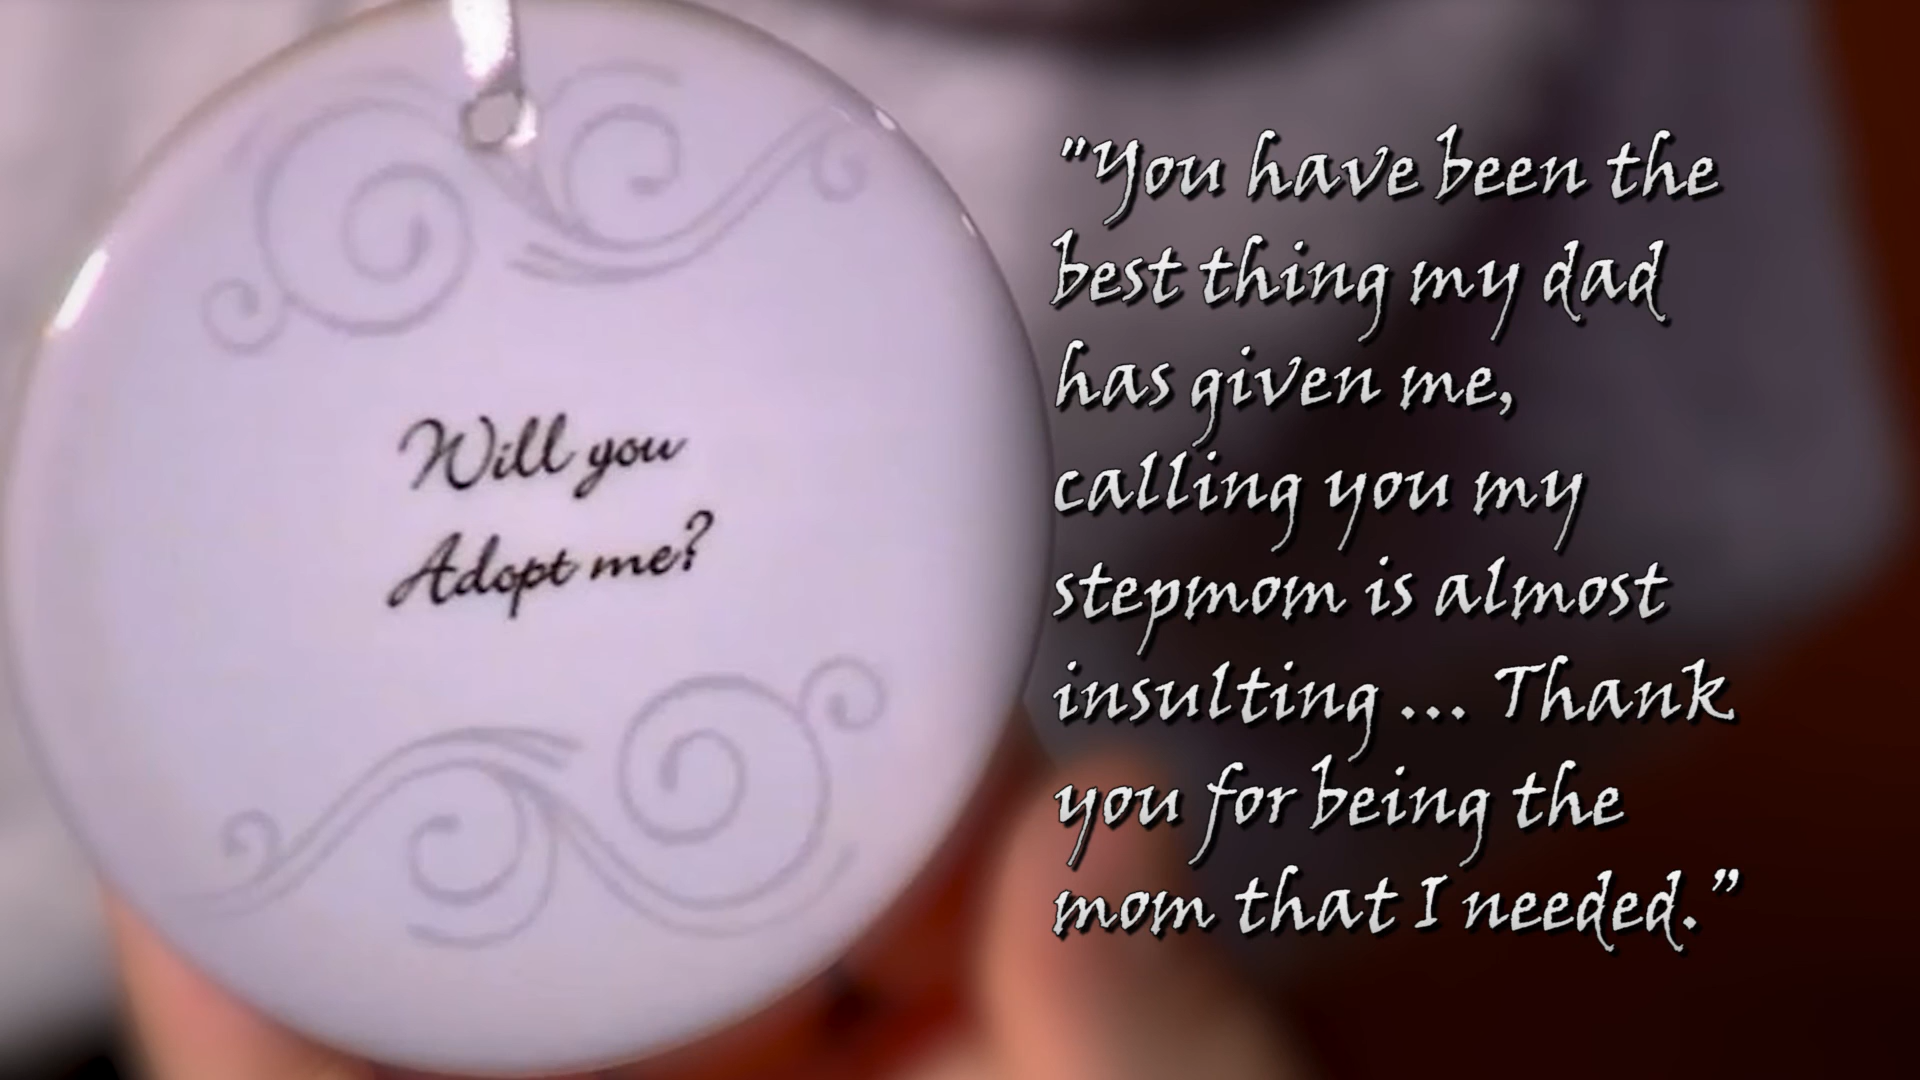 Will you
Adopt me?
"You have been the
best thing my dad
has given me,
calling you my
stepmom is almost
insulting ... Thank
you for being the
mom that I needed."